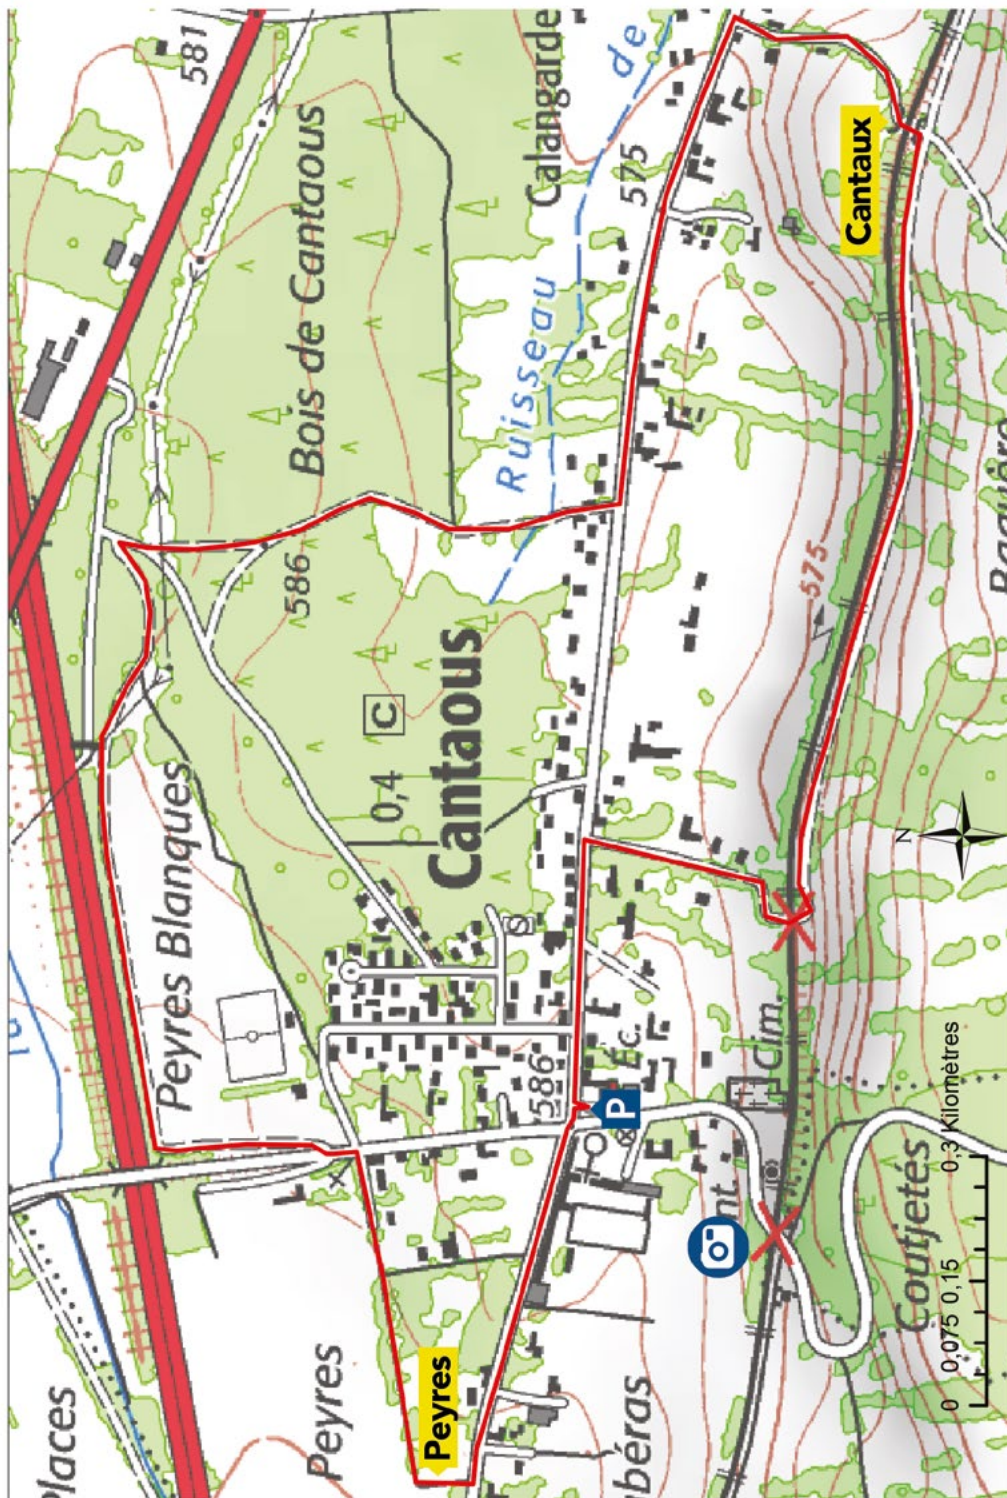 581
Bois de Cantaous
Calangarde
Ruisseau de
575
Cantaux
586
Cantaous
C
0,4
575
Peyres Blanques
N
S
586
Éc.
P
Cim.
Peyres
Peyres
Coutjetés
0 0,075 0,15 0,3 Kilomètres